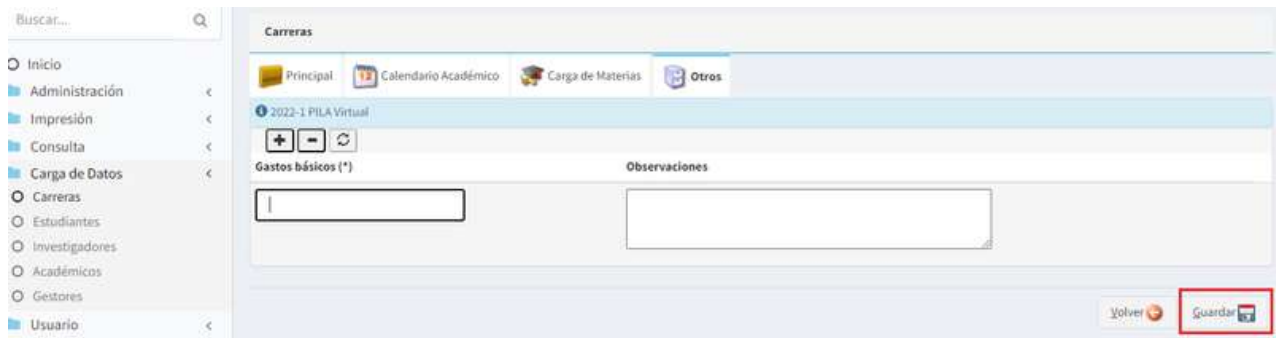 Buscar...
Inicio
Administración
Impresión
Consulta
Carga de Datos
Carreras
Estudiantes
Investigadores
Académicos
Gestores
Usuario
Carreras
Principal Calendario Académico Carga de Materias Otros
2022-1 PILA Virtual
Gastos básicos (*) Observaciones
Volver Guardar